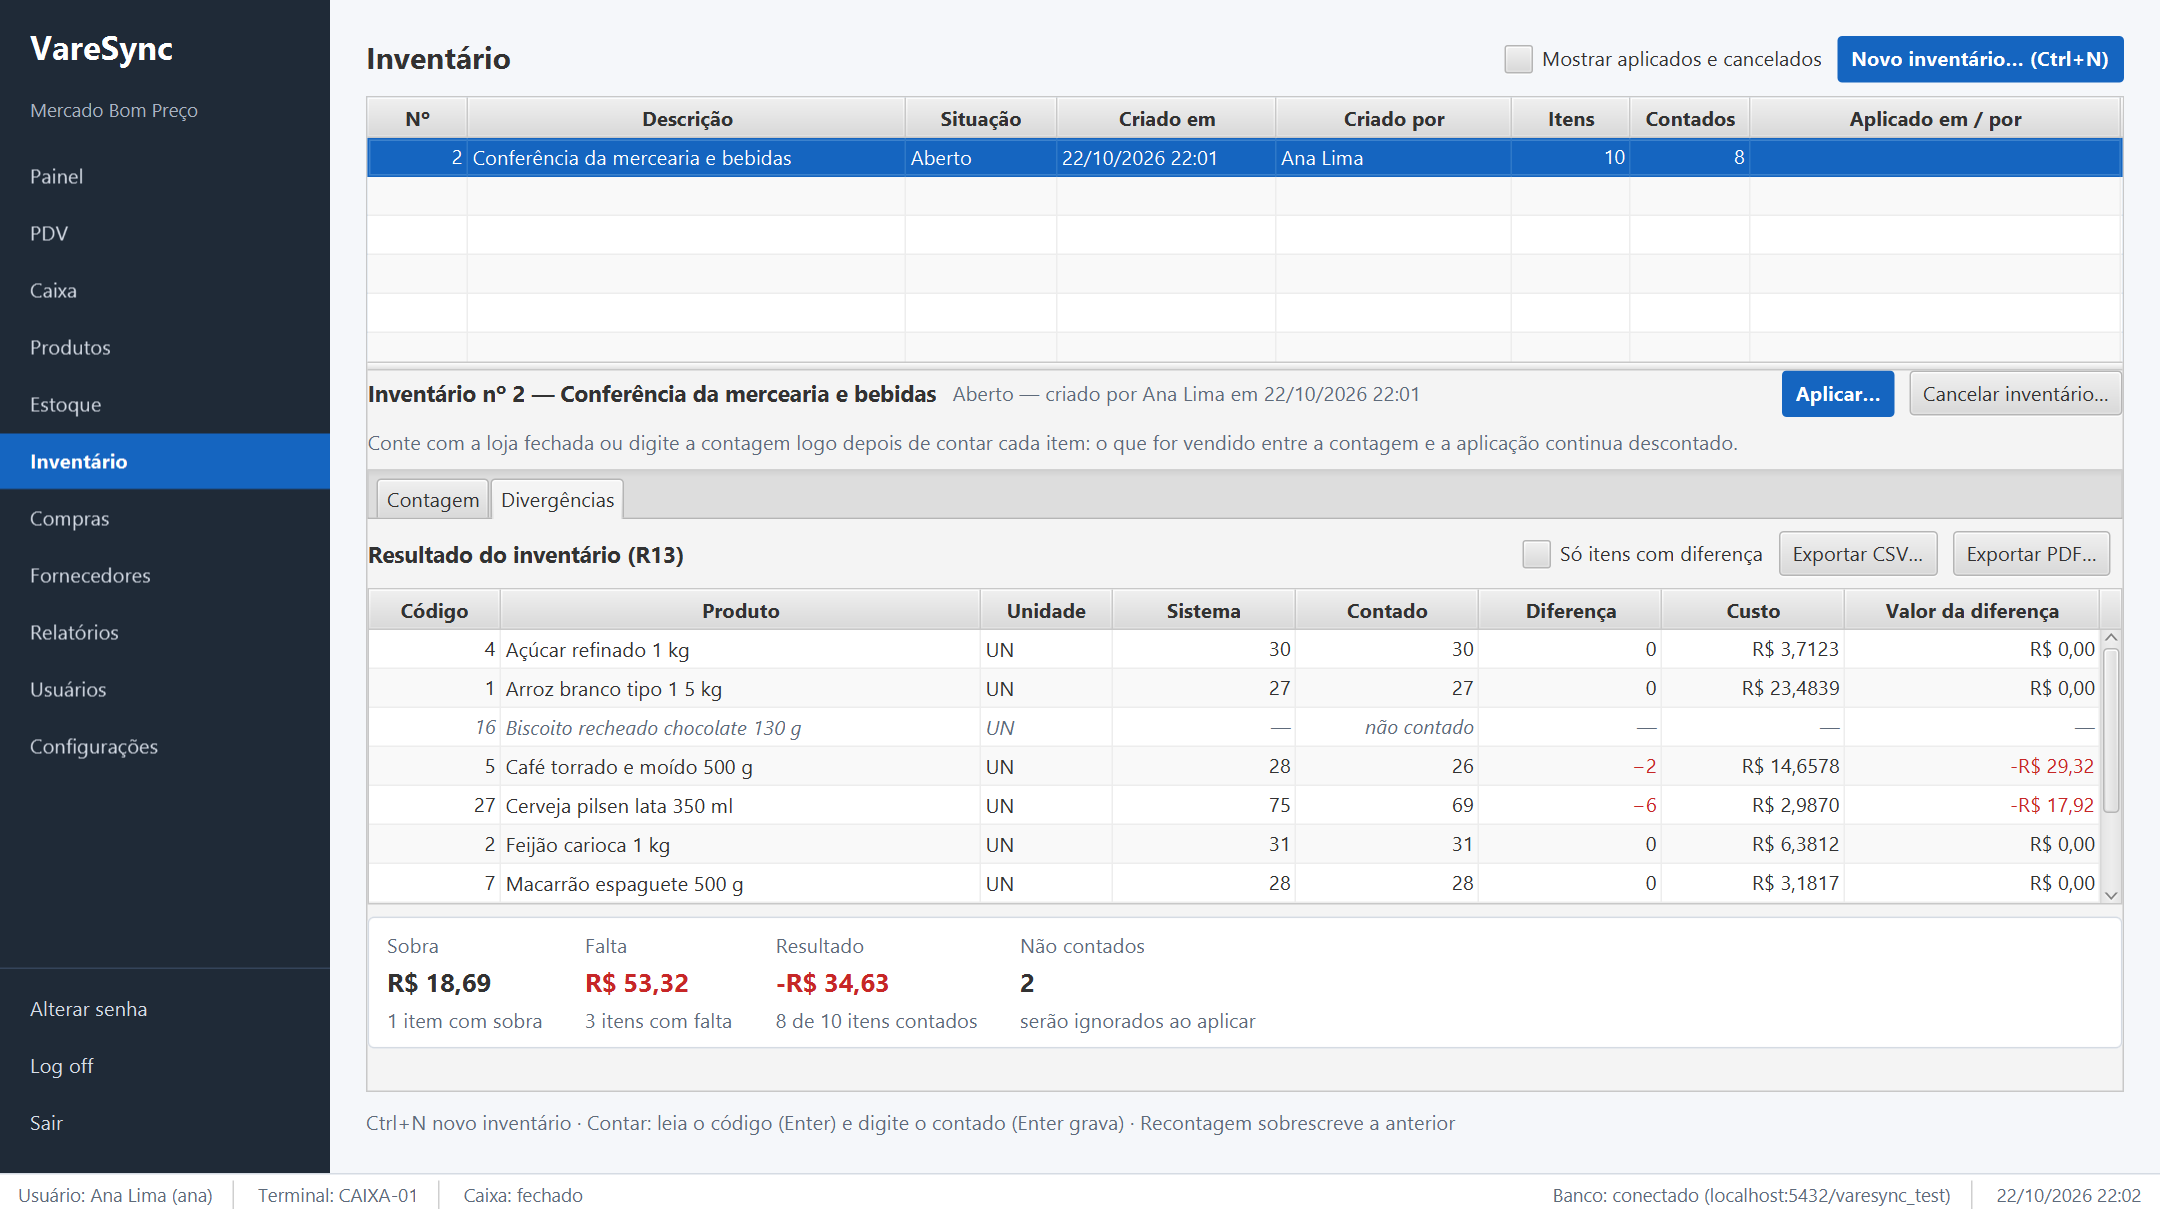 VareSync
Mercado Bom Preço
Painel
PDV
Caixa
Produtos
Estoque
Inventário
Compras
Fornecedores
Relatórios
Usuários
Configurações
Alterar senha
Log off
Sair
Inventário
Mostrar aplicados e cancelados
Novo inventário... (Ctrl+N)
Nº Descrição Situação Criado em Criado por Itens Contados Aplicado em / por
2 Conferência da mercearia e bebidas Aberto 22/10/2026 22:01 Ana Lima 10 8
Inventário nº 2 — Conferência da mercearia e bebidas Aberto — criado por Ana Lima em 22/10/2026 22:01
Aplicar... Cancelar inventário...
Conte com a loja fechada ou digite a contagem logo depois de contar cada item: o que for vendido entre a contagem e a aplicação continua descontado.
Contagem Divergências
Resultado do inventário (R13)
Só itens com diferença Exportar CSV... Exportar PDF...
Código Produto Unidade Sistema Contado Diferença Custo Valor da diferença
4 Açúcar refinado 1 kg UN 30 30 0 R$ 3,7123 R$ 0,00
1 Arroz branco tipo 1 5 kg UN 27 27 0 R$ 23,4839 R$ 0,00
16 Biscoito recheado chocolate 130 g UN — não contado — — —
5 Café torrado e moído 500 g UN 28 26 −2 R$ 14,6578 -R$ 29,32
27 Cerveja pilsen lata 350 ml UN 75 69 −6 R$ 2,9870 -R$ 17,92
2 Feijão carioca 1 kg UN 31 31 0 R$ 6,3812 R$ 0,00
7 Macarrão espaguete 500 g UN 28 28 0 R$ 3,1817 R$ 0,00
Sobra Falta Resultado Não contados
R$ 18,69 R$ 53,32 -R$ 34,63 2
1 item com sobra 3 itens com falta 8 de 10 itens contados serão ignorados ao aplicar
Ctrl+N novo inventário · Contar: leia o código (Enter) e digite o contado (Enter grava) · Recontagem sobrescreve a anterior
Usuário: Ana Lima (ana) Terminal: CAIXA-01 Caixa: fechado Banco: conectado (localhost:5432/varesync_test) 22/10/2026 22:02